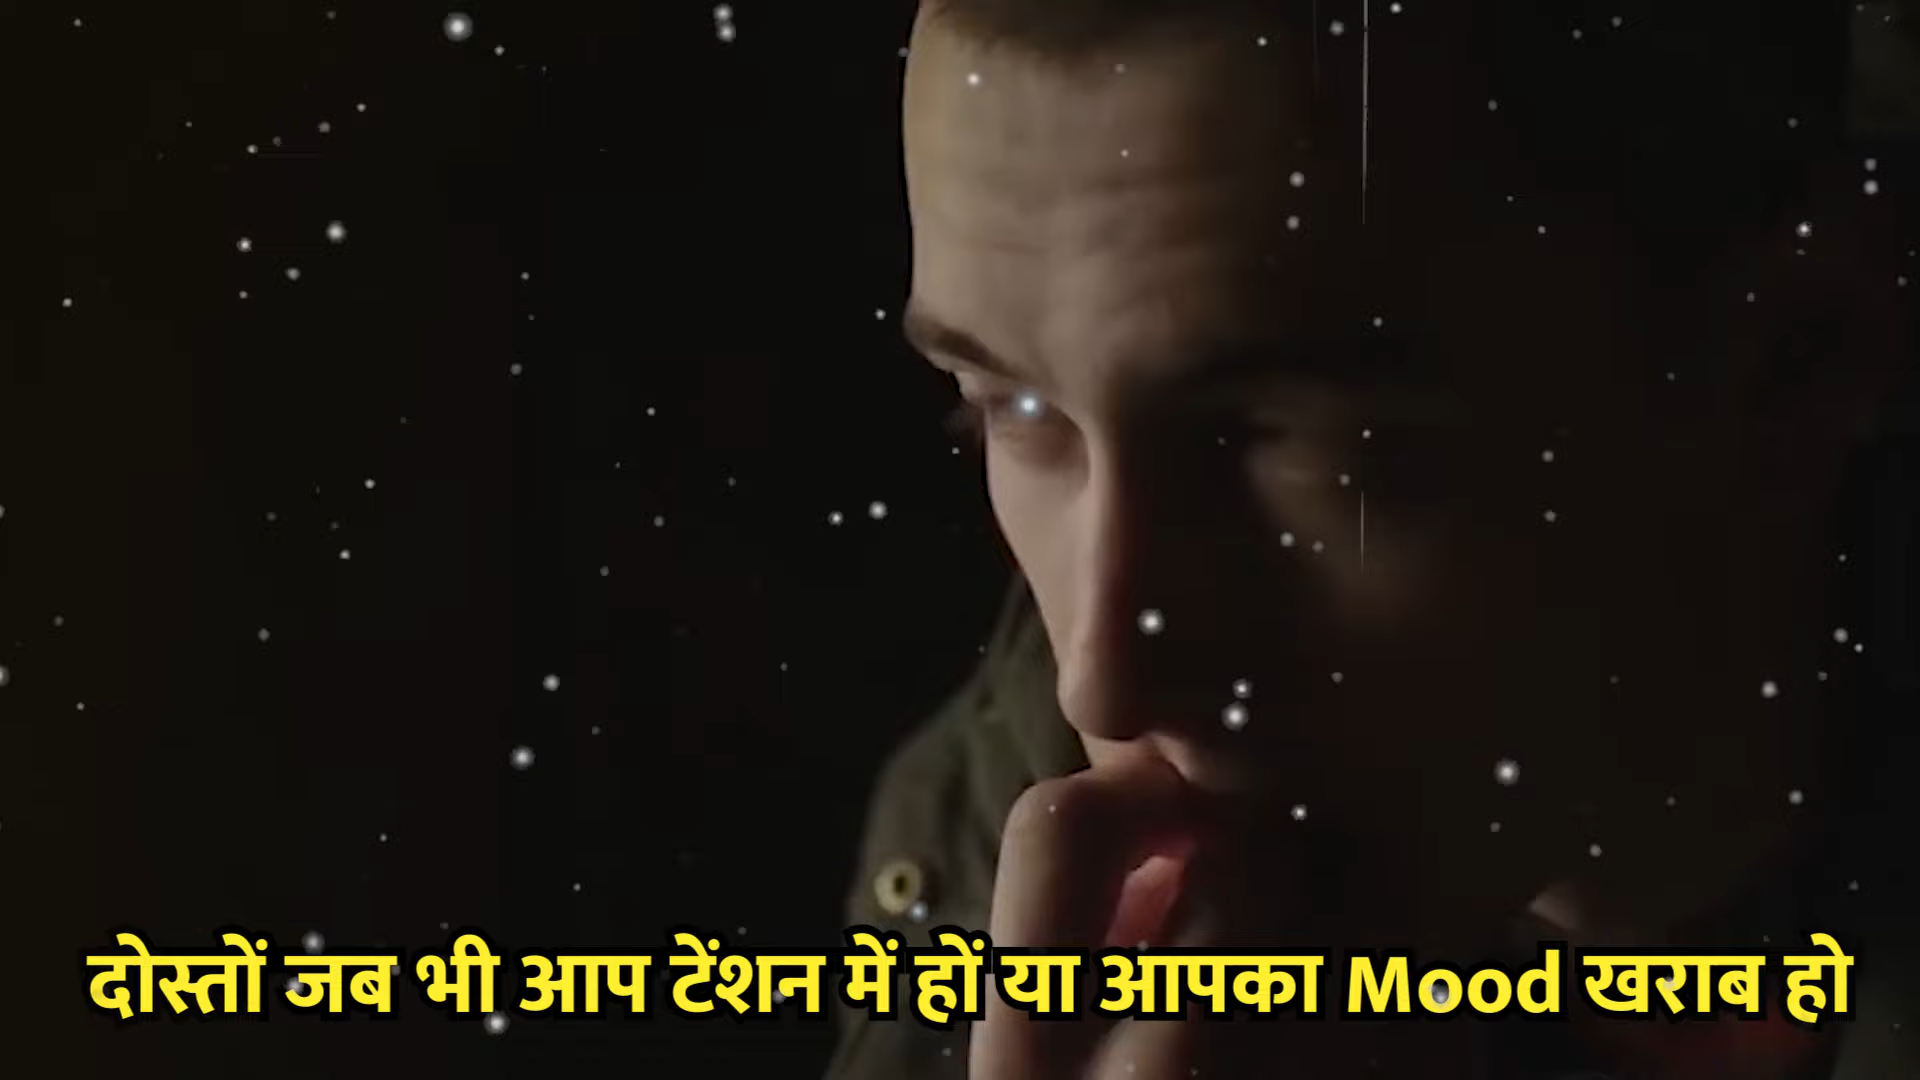 दोस्तों जब भी आप टेंशन में हों या आपका Mood खराब हो